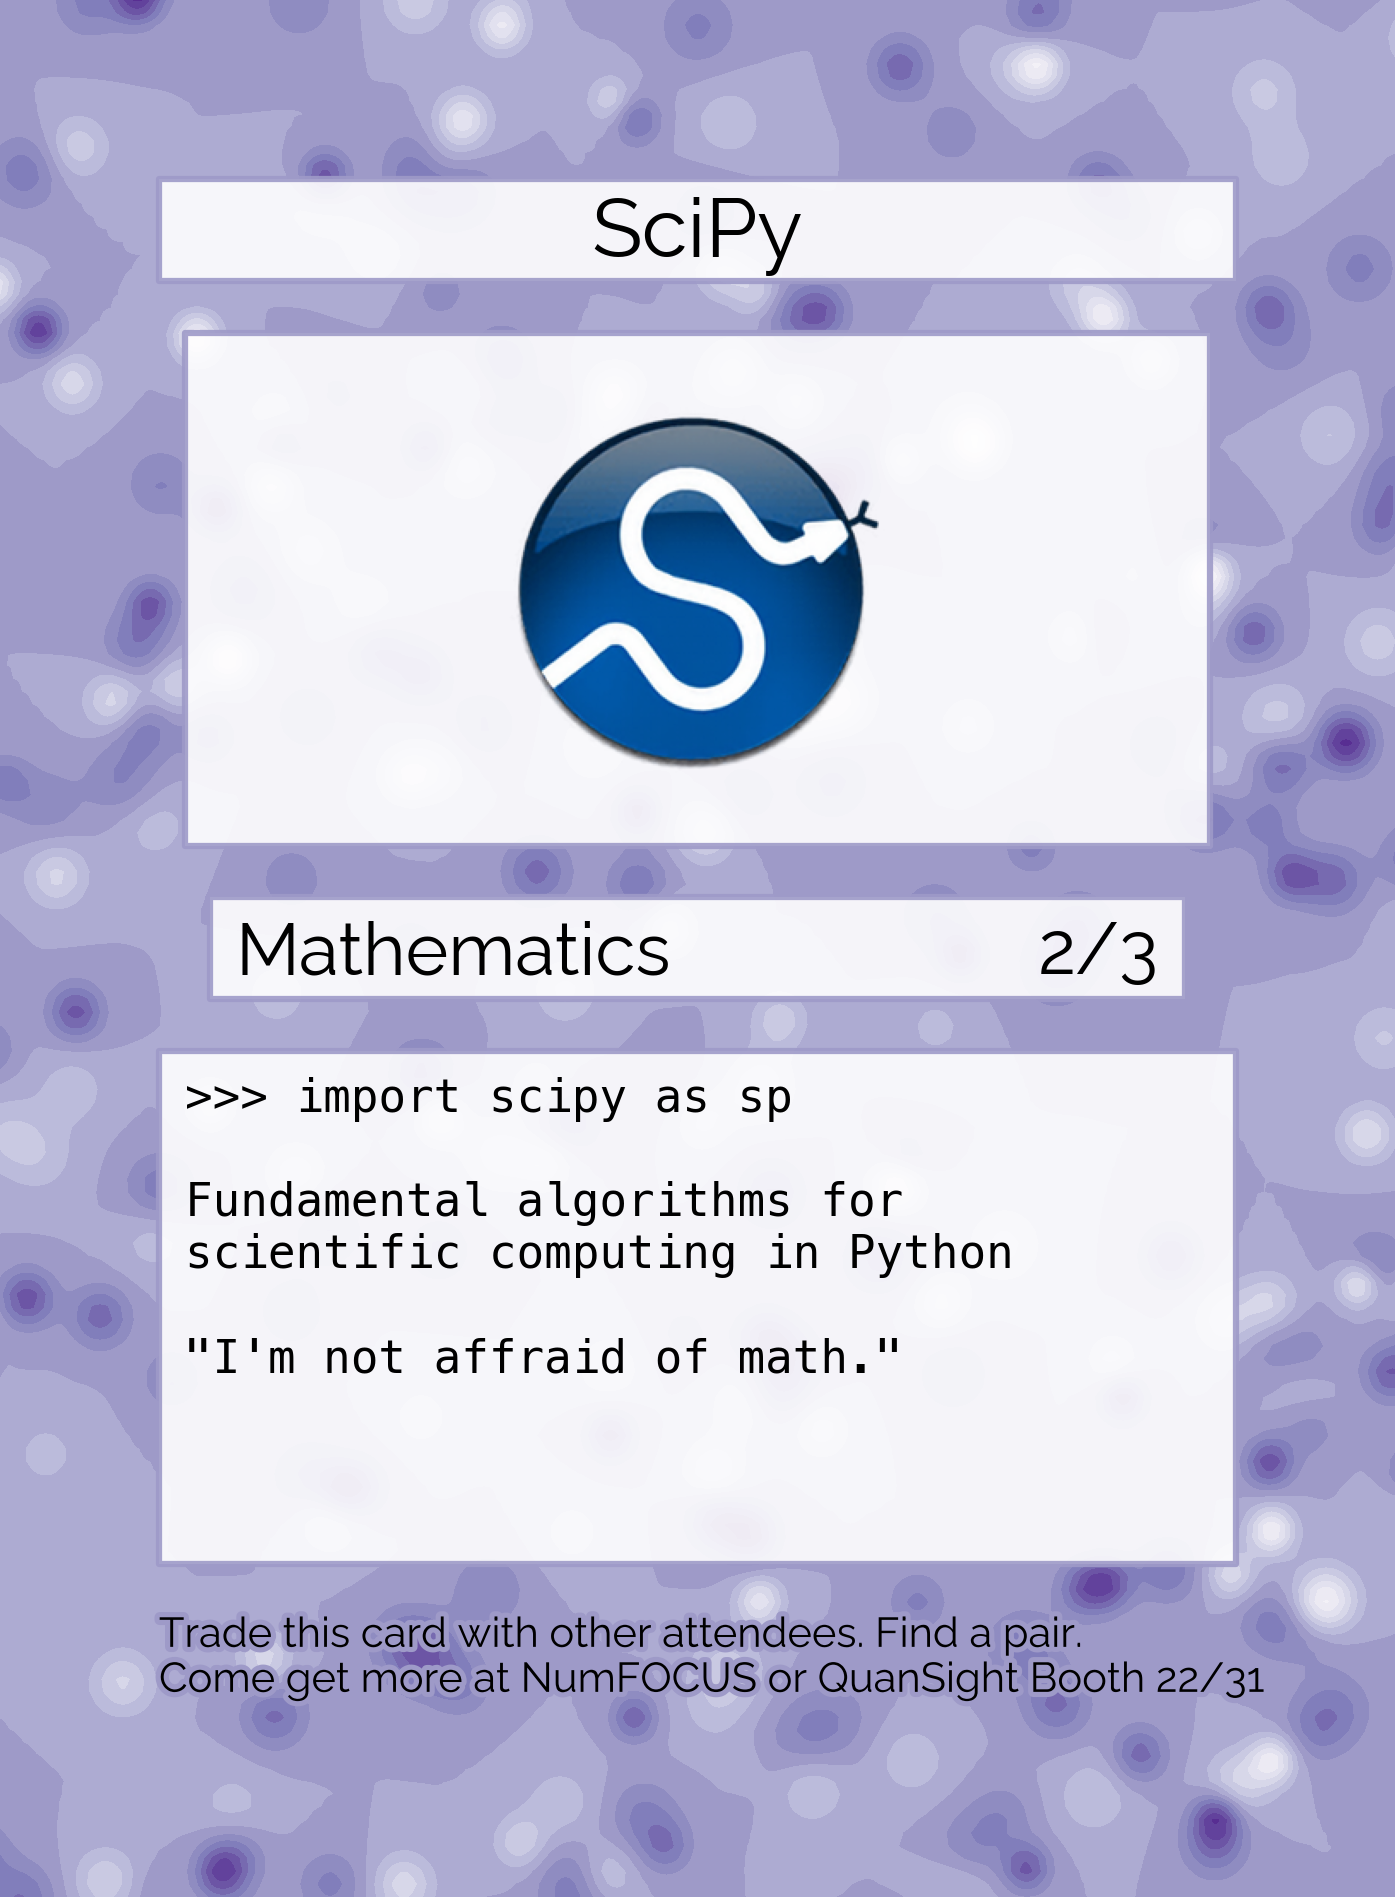 SciPy
Mathematics 2/3
>>> import scipy as sp
Fundamental algorithms for
scientific computing in Python
"I'm not affraid of math."
Trade this card with other attendees. Find a pair.
Come get more at NumFOCUS or QuanSight Booth 22/31